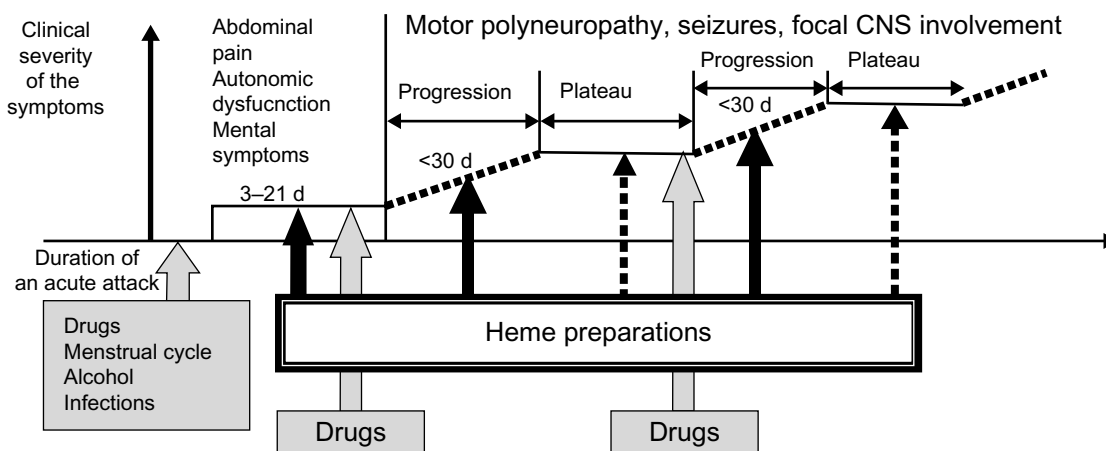 Clinical
severity
of the
symptoms
Abdominal
pain
Autonomic
dysfucnction
Mental
symptoms
Motor polyneuropathy, seizures, focal CNS involvement
Progression
Plateau
Progression
Plateau
<30 d
<30 d
3–21 d
Duration of
an acute attack
Drugs
Menstrual cycle
Alcohol
Infections
Heme preparations
Drugs
Drugs